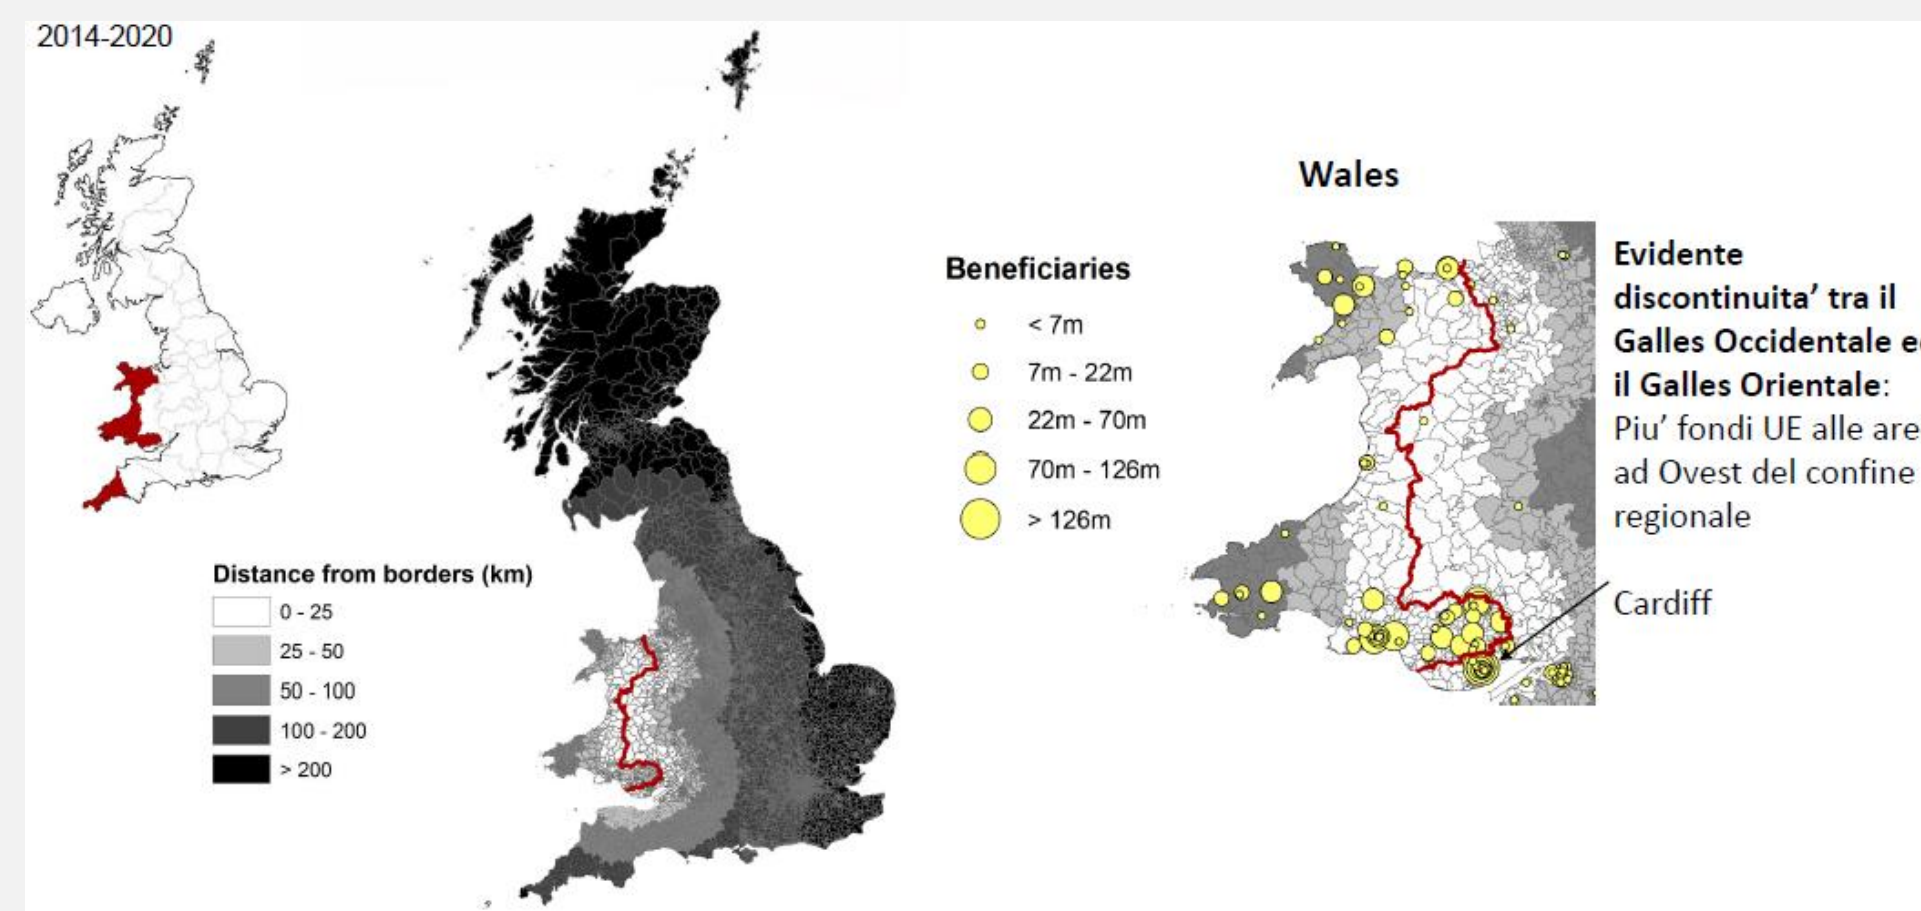 2014-2020
Distance from borders (km)
0 - 25
25 - 50
50 - 100
100 - 200
> 200
Beneficiaries
< 7m
7m - 22m
22m - 70m
70m - 126m
> 126m
Wales
Evidente
discontinuita’ tra il
Galles Occidentale
il Galles Orientale:
Piu’ fondi UE alle
ad Ovest del confine
regionale
Cardiff